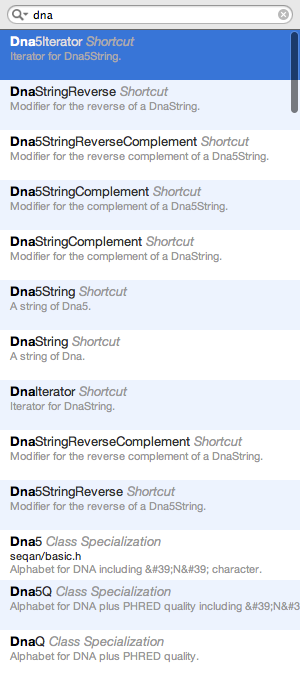 dna
Dna5Iterator Shortcut
Iterator for Dna5String.
DnaStringReverse Shortcut
Modifier for the reverse of a DnaString.
Dna5StringReverseComplement Shortcut
Modifier for the reverse complement of a Dna5String.
Dna5StringComplement Shortcut
Modifier for the complement of a Dna5String.
DnaStringComplement Shortcut
Modifier for the complement of a DnaString.
Dna5String Shortcut
A string of Dna5.
DnaString Shortcut
A string of Dna.
DnaIterator Shortcut
Iterator for DnaString.
DnaStringReverseComplement Shortcut
Modifier for the reverse complement of a DnaString.
Dna5StringReverse Shortcut
Modifier for the reverse of a Dna5String.
Dna5 Class Specialization
seqan/basic.h
Alphabet for DNA including &#39;N&#39; character.
Dna5Q Class Specialization
Alphabet for DNA plus PHRED quality including &#39;N&#3
DnaQ Class Specialization
Alphabet for DNA plus PHRED quality.